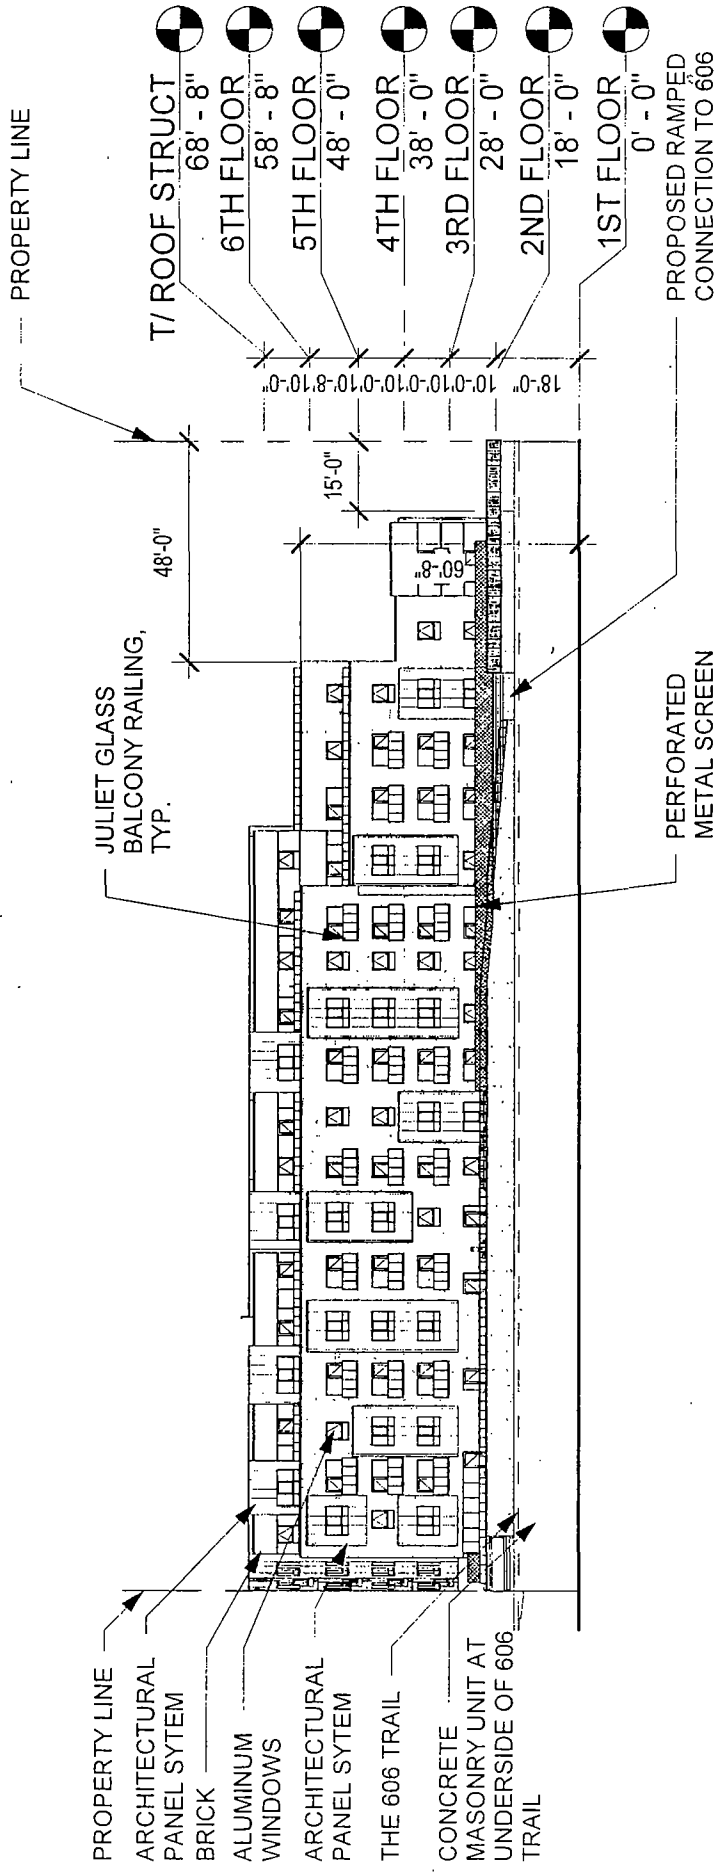 PROPERTY LINE
ARCHITECTURAL
PANEL SYTEM
BRICK
ALUMINUM
WINDOWS
ARCHITECTURAL
PANEL SYTEM
THE 606 TRAIL
CONCRETE
MASONRY UNIT AT
UNDERSIDE OF 606
TRAIL
JULIET GLASS
BALCONY RAILING,
TYP.
PERFORATED
METAL SCREEN
48'-0"
15'-0"
60'-8"
PROPERTY LINE
10'-0"
10'-8"
10'-0"
10'-0"
10'-0"
18'-0"
T/ ROOF STRUCT
68' - 8"
6TH FLOOR
58' - 8"
5TH FLOOR
48' - 0"
4TH FLOOR
38' - 0"
3RD FLOOR
28' - 0"
2ND FLOOR
18' - 0"
1ST FLOOR
0' - 0"
PROPOSED RAMPED
CONNECTION TO 606